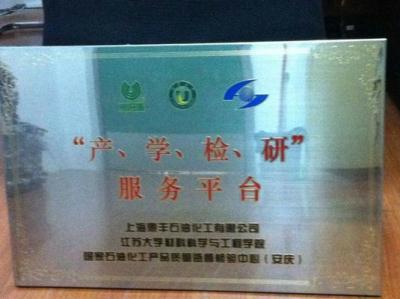 “产、学、检、研”
服务平台
上海惠丰石油化工有限公司
江苏大学材料科学与工程学院
国家石油化工产品质量监督检验中心（安庆）